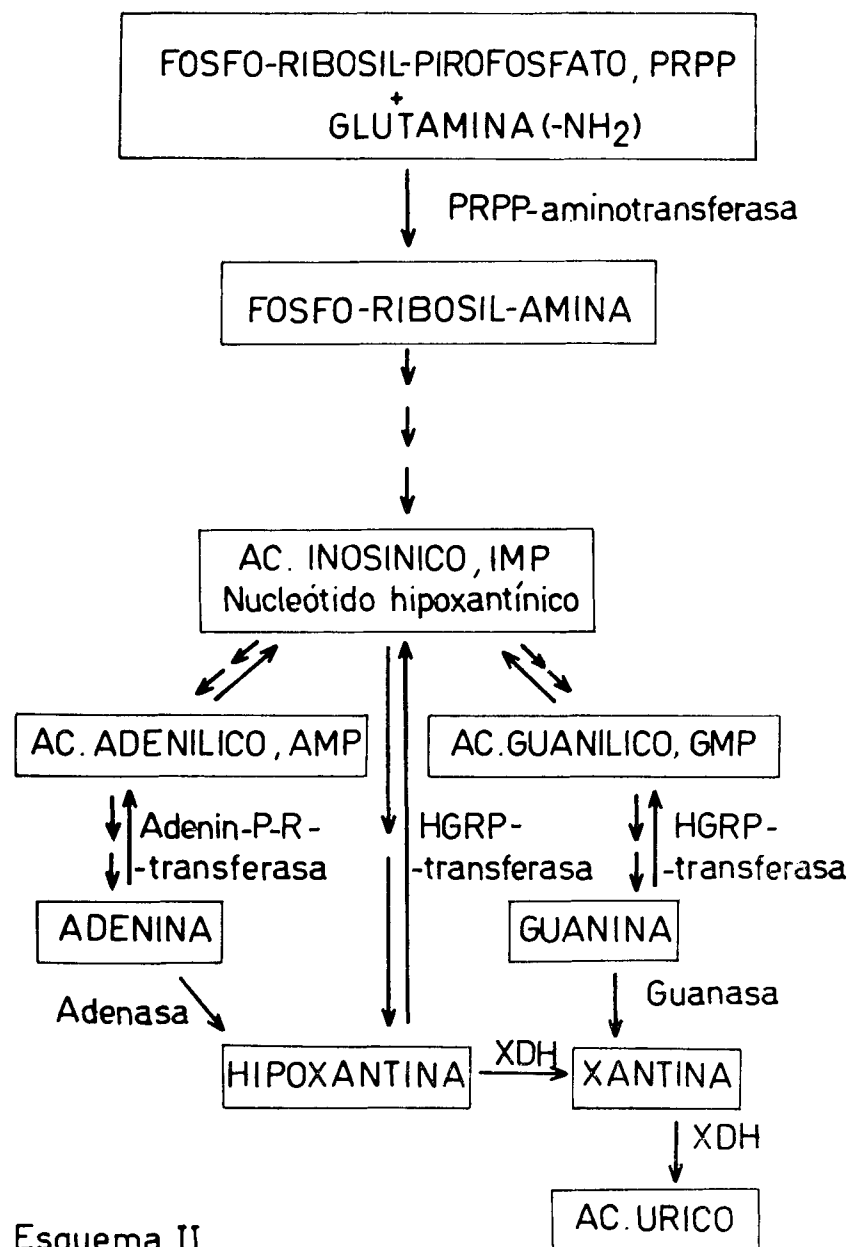 FOSFO-RIBOSIL-PIROFOSFATO, PRPP
+
GLUTAMINA (-NH2)
PRPP-aminotransferasa
FOSFO-RIBOSIL-AMINA
AC. INOSINICO, IMP
Nucleótido hipoxantínico
AC. ADENILICO, AMP
AC. GUANILICO, GMP
Adenin-P-R-
-transferasa
HGRP-
-transferasa
HGRP-
-transferasa
ADENINA
GUANINA
Adenasa
Guanasa
HIPOXANTINA
XDH
XANTINA
XDH
AC. URICO
Esquema II